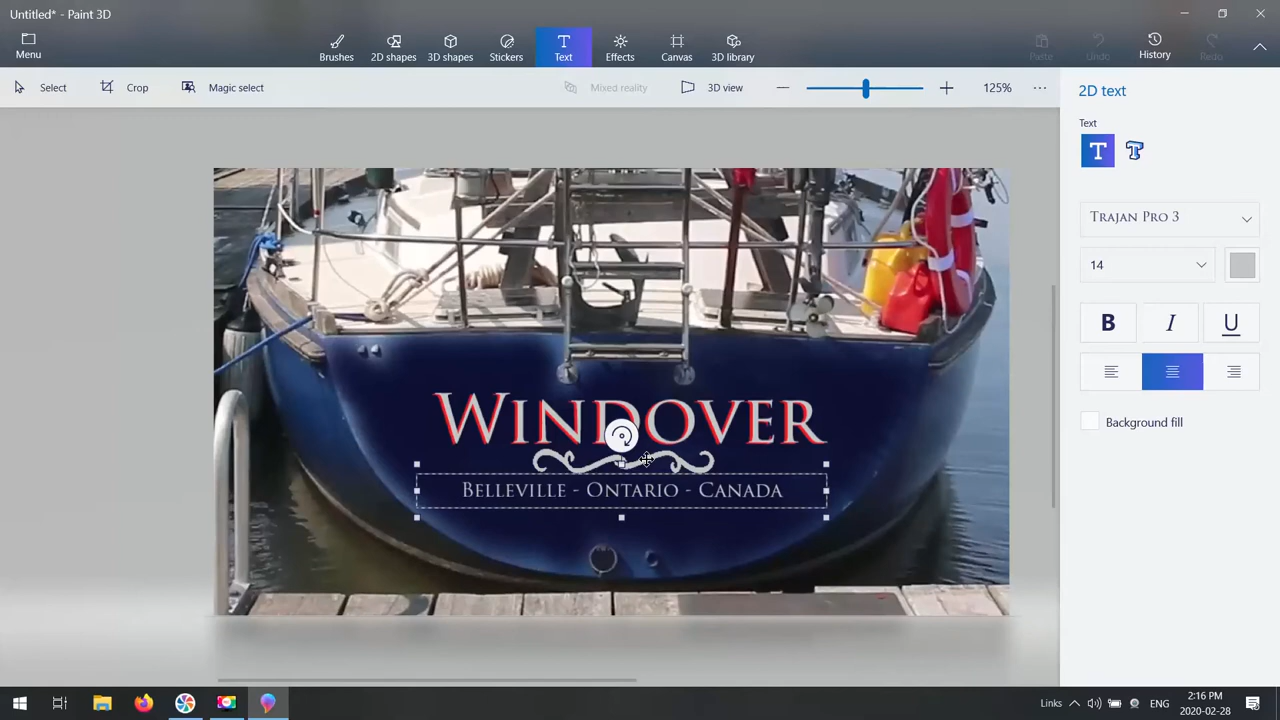 Untitled* - Paint 3D
Menu
Brushes
2D shapes
3D shapes
Stickers
Text
Effects
Canvas
3D library
Paste
Undo
History
Redo
Select
Crop
Magic select
Mixed reality
3D view
125%
2D text
Text
Trajan Pro 3
14
B I U
Background fill
Windover
Belleville - Ontario - Canada
Links
ENG
2:16 PM
2020-02-28